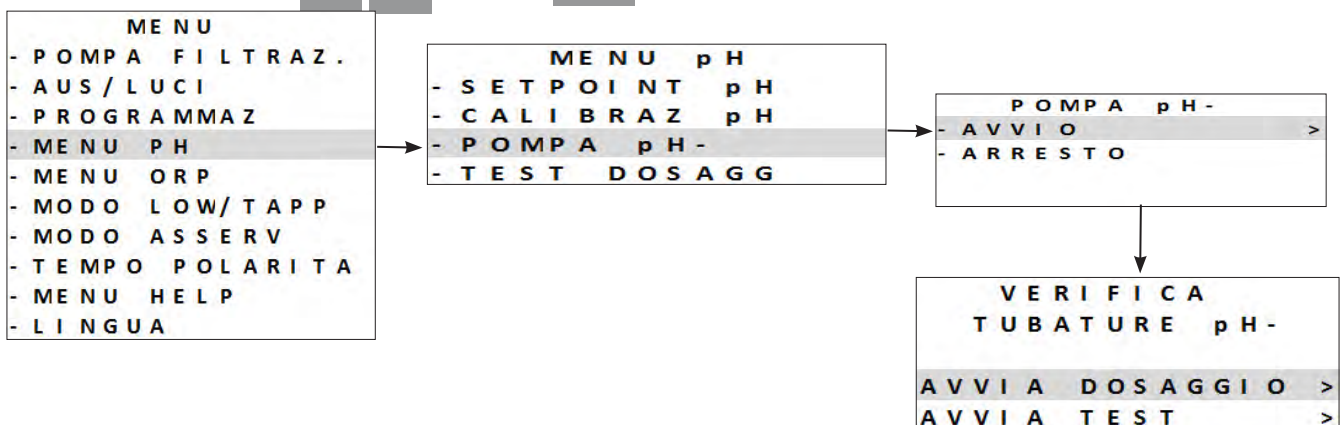 MENU
- POMPA FILTRAZ.
- AUS/LUCI
- PROGRAMMAZ
- MENU PH
- MENU ORP
- MODO LOW/TAPP
- MODO ASSERV
- TEMPO POLARITA
- MENU HELP
- LINGUA
MENU pH
- SETPOINT pH
- CALIBRAZ pH
- POMPA pH-
- TEST DOSAGG
POMPA pH-
- AVVIO >
- ARRESTO
VERIFICA
TUBATURE pH-
AVVIA DOSAGGIO >
AVVIA TEST >